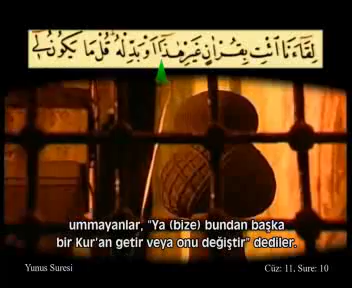 لِقَاءَنَا ائْتِ بِقُرْاٰنٍ غَيْرِ هٰذَا اَوْ بَدِّلْهُ قُلْ مَا يَكُونُ ل۪ٓي
ummayanlar, "Ya (bize) bundan başka
bir Kur'an getir veya onu değiştir" dediler.
Yunus Suresi
Cüz: 11, Sure: 10